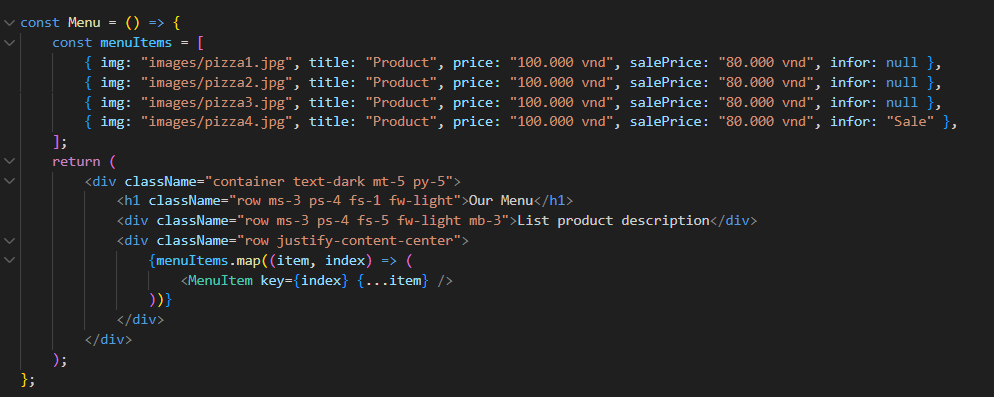 const Menu = () => {
    const menuItems = [
        { img: "images/pizza1.jpg", title: "Product", price: "100.000 vnd", salePrice: "80.000 vnd", infor: null },
        { img: "images/pizza2.jpg", title: "Product", price: "100.000 vnd", salePrice: "80.000 vnd", infor: null },
        { img: "images/pizza3.jpg", title: "Product", price: "100.000 vnd", salePrice: "80.000 vnd", infor: null },
        { img: "images/pizza4.jpg", title: "Product", price: "100.000 vnd", salePrice: "80.000 vnd", infor: "Sale" },
    ];
    return (
        <div className="container text-dark mt-5 py-5">
            <h1 className="row ms-3 ps-4 fs-1 fw-light">Our Menu</h1>
            <div className="row ms-3 ps-4 fs-5 fw-light mb-3">List product description</div>
            <div className="row justify-content-center">
                {menuItems.map((item, index) => (
                    <MenuItem key={index} {...item} />
                ))}
            </div>
        </div>
    );
};